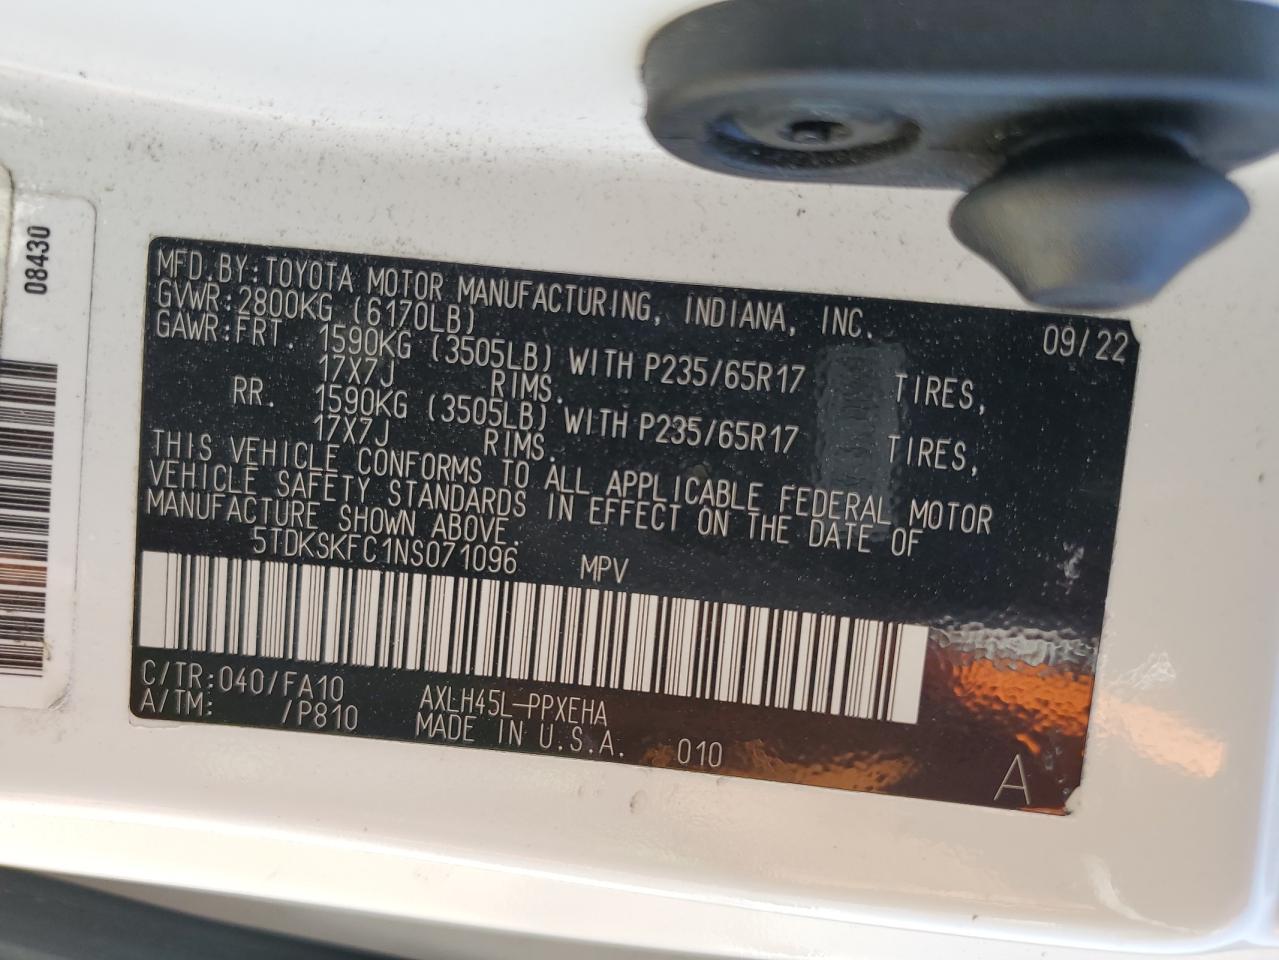 08430
MFD. BY: TOYOTA MOTOR MANUFACTURING, INDIANA, INC. 09/22
GVWR: 2800KG (6170LB)
GAWR: FRT. 1590KG (3505LB) WITH P235/65R17 TIRES,
17X7J RIMS.
RR. 1590KG (3505LB) WITH P235/65R17 TIRES,
17X7J RIMS.
THIS VEHICLE CONFORMS TO ALL APPLICABLE FEDERAL MOTOR
VEHICLE SAFETY STANDARDS IN EFFECT ON THE DATE OF
MANUFACTURE SHOWN ABOVE.
5TDKSKFC1NS071096 MPV
C/TR: 040/FA10 AXLH45L-PPXEHA
A/TM: /P810 MADE IN U.S.A. 010
A